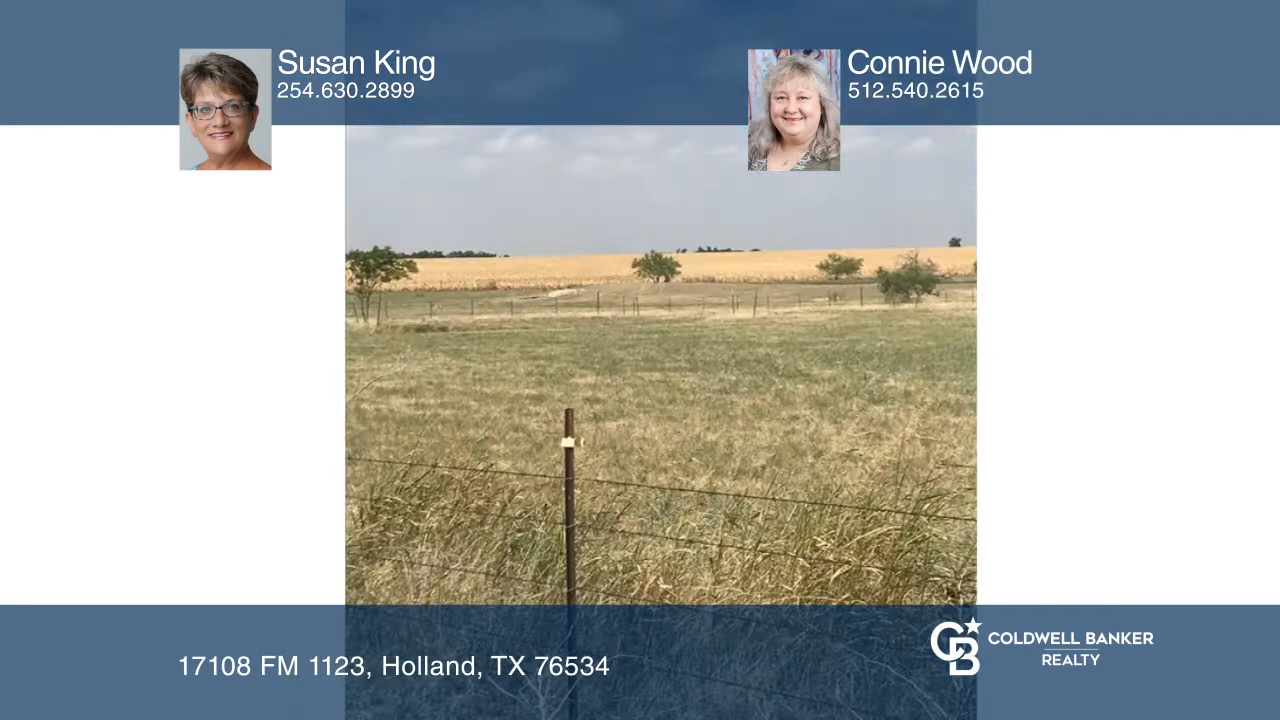 Susan King
254.630.2899
Connie Wood
512.540.2615
17108 FM 1123, Holland, TX 76534
CB
COLDWELL BANKER
REALTY